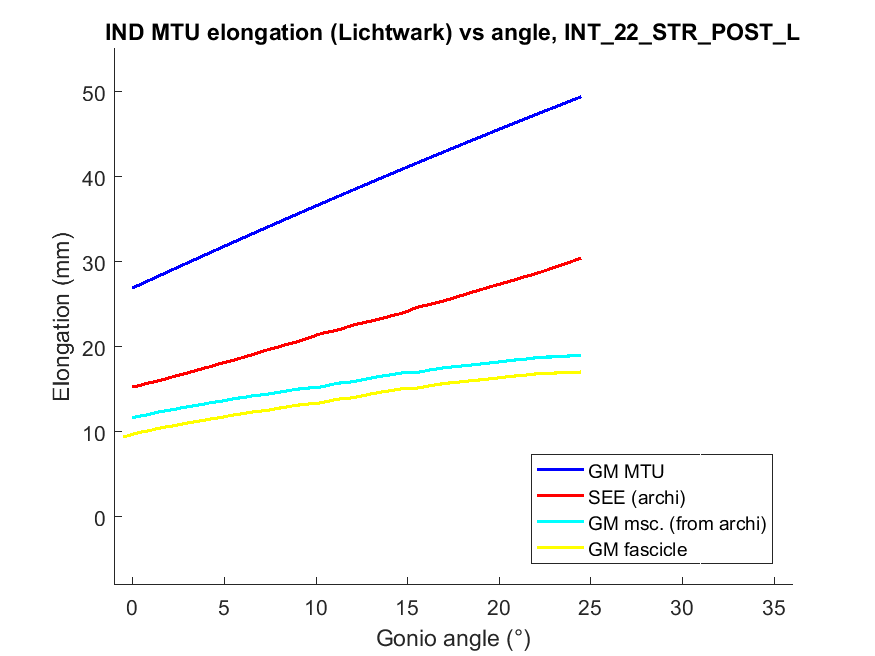 IND MTU elongation (Lichtwark) vs angle, INT_22_STR_POST_L
50
40
30
20
10
0
Elongation (mm)
0 5 10 15 20 25 30 35
Gonio angle (°)
GM MTU
SEE (archi)
GM msc. (from archi)
GM fascicle